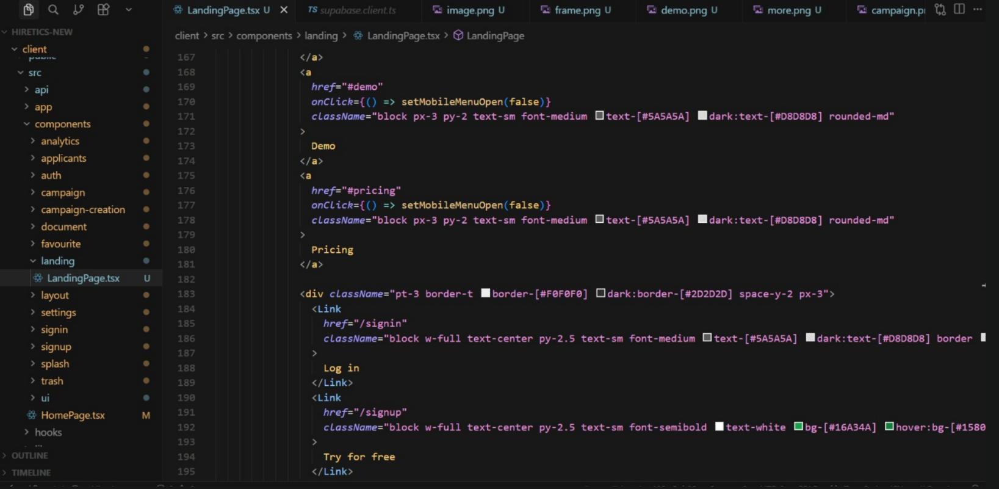 LandingPage.tsx U
TS supabase.client.ts
image.png U
frame.png U
demo.png U
more.png U
HIRETICS-NEW
client
src
api
app
components
analytics
applicants
auth
campaign
campaign-creation
document
favourite
landing
LandingPage.tsx U
layout
settings
signin
signup
splash
trash
ui
HomePage.tsx M
hooks
OUTLINE
TIMELINE
client > src > components > landing > LandingPage.tsx > LandingPage
167 </a>
168 <a
169 href="#demo"
170 onClick={() => setMobileMenuOpen(false)}
171 className="block px-3 py-2 text-sm font-medium text-[#5A5A5A] dark:text-[#D8D8D8] rounded-md"
172 >
173 Demo
174 </a>
175 <a
176 href="#pricing"
177 onClick={() => setMobileMenuOpen(false)}
178 className="block px-3 py-2 text-sm font-medium text-[#5A5A5A] dark:text-[#D8D8D8] rounded-md"
179 >
180 Pricing
181 </a>
182
183 <div className="pt-3 border-t border-[#F0F0F0] dark:border-[#2D2D2D] space-y-2 px-3">
184 <Link
185 href="/signin"
186 className="block w-full text-center py-2.5 text-sm font-medium text-[#5A5A5A] dark:text-[#D8D8D8] border
187 >
188 Log in
189 </Link>
190 <Link
191 href="/signup"
192 className="block w-full text-center py-2.5 text-sm font-semibold text-white bg-[#16A34A] hover:bg-[#1580
193 >
194 Try for free
195 </Link>